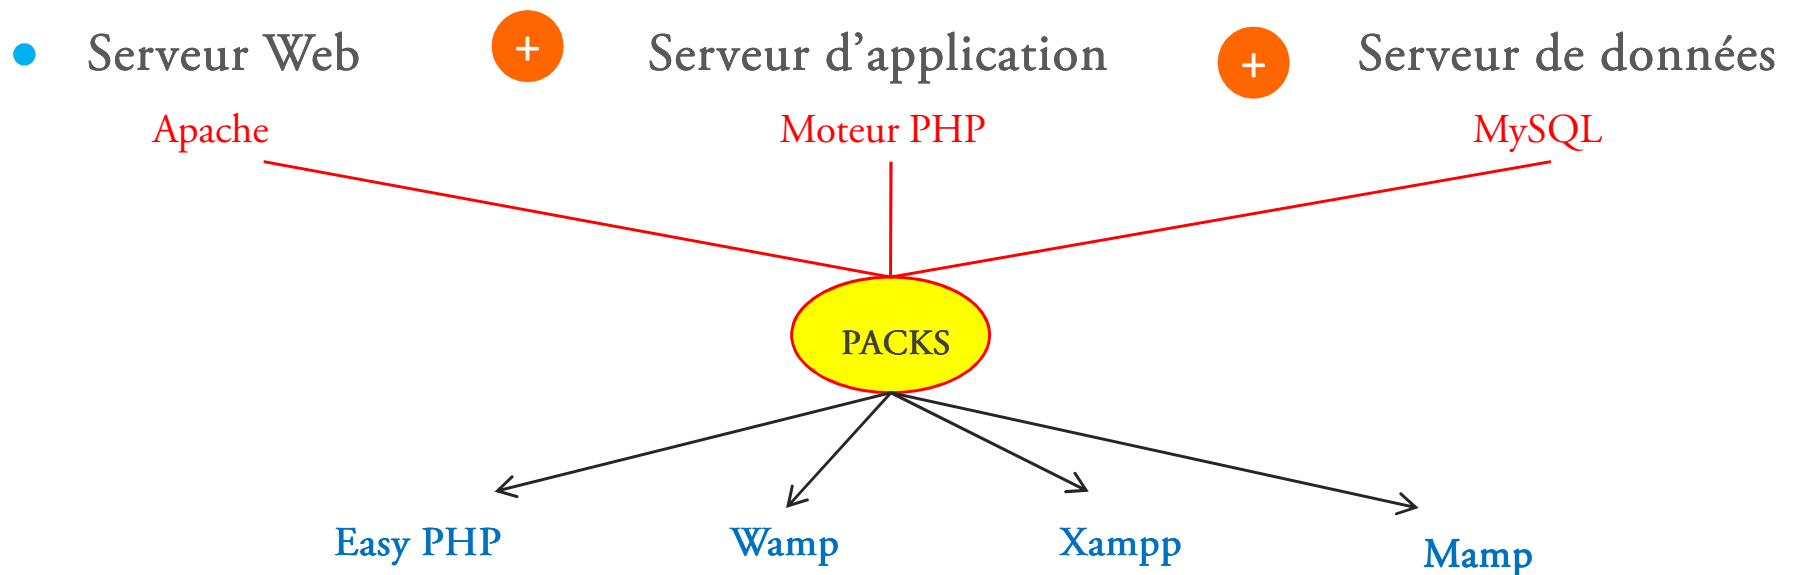 • Serveur Web + Serveur d’application + Serveur de données
Apache Moteur PHP MySQL
PACKS
Easy PHP Wamp Xampp Mamp